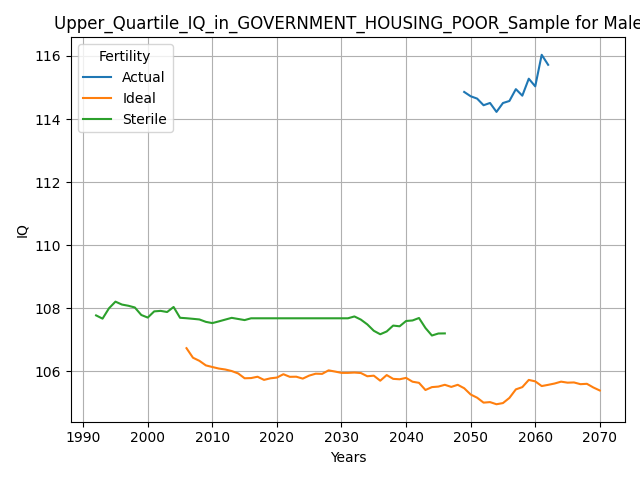 Upper_Quartile_IQ_in_GOVERNMENT_HOUSING_POOR_Sample for Male
Fertility
Actual
Ideal
Sterile
116
114
112
110
108
106
IQ
1990 2000 2010 2020 2030 2040 2050 2060 2070
Years